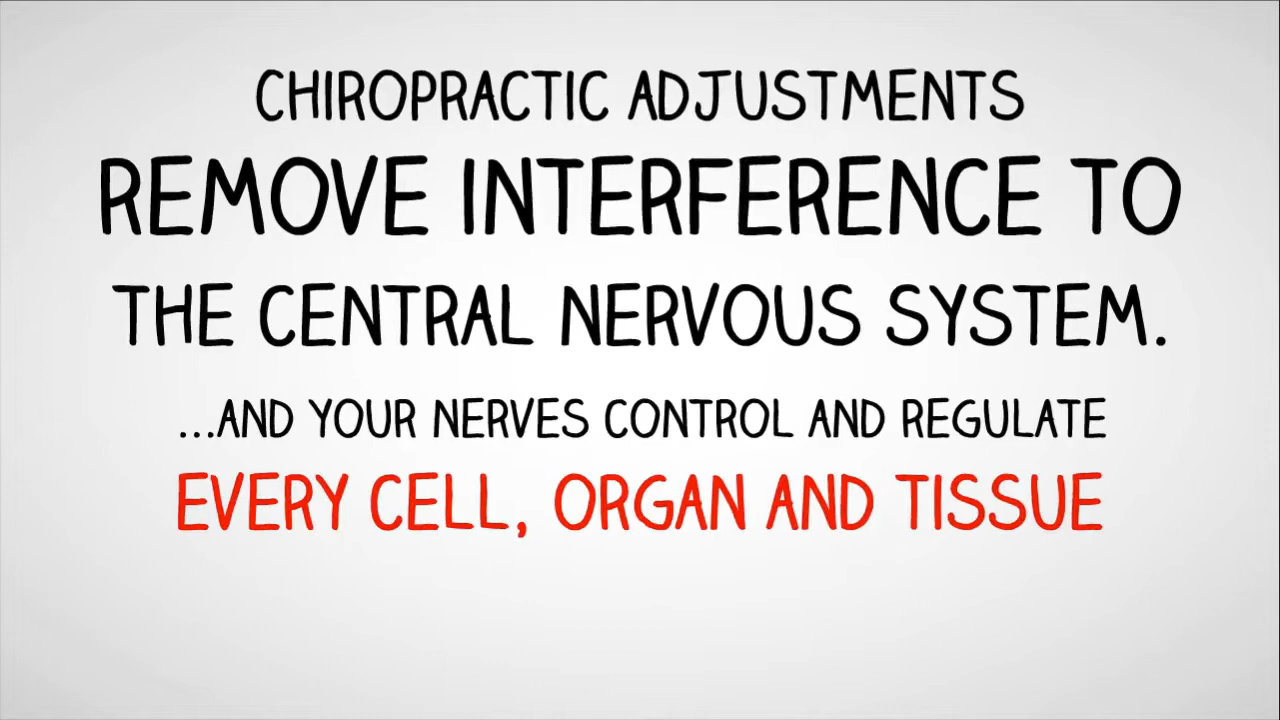 CHIROPRACTIC ADJUSTMENTS
REMOVE INTERFERENCE TO
THE CENTRAL NERVOUS SYSTEM.
...AND YOUR NERVES CONTROL AND REGULATE
EVERY CELL, ORGAN AND TISSUE